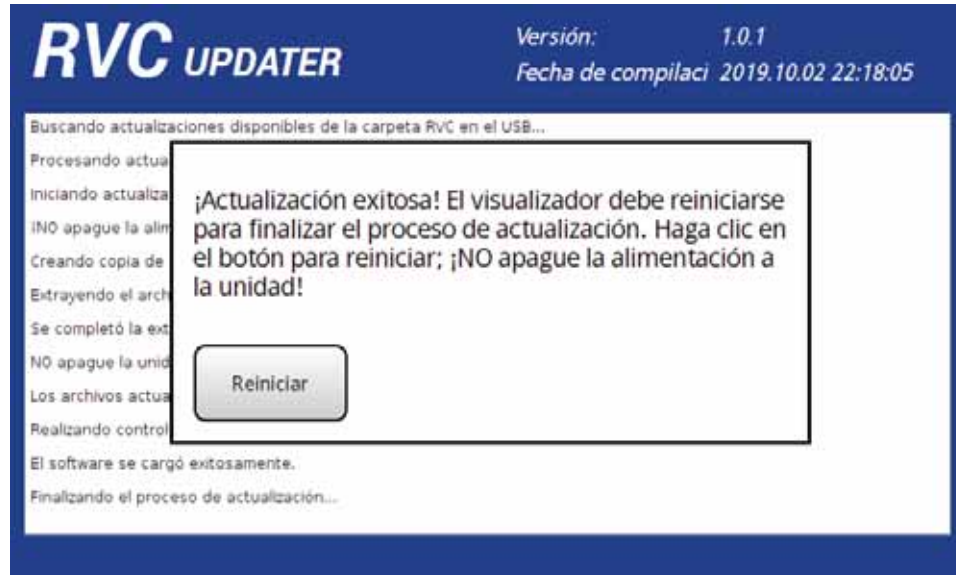 RVC UPDATER
Versión: 1.0.1
Fecha de compilaci 2019.10.02 22:18:05
Buscando actualizaciones disponibles de la carpeta RVC en el USB...
Procesando actua
Iniciando actualiza
¡NO apague la alim
Creando copia de
Extrayendo el arch
Se completó la ext
NO apague la unid
Los archivos actua
Realizando control
El software se cargó exitosamente.
Finalizando el proceso de actualización...
¡Actualización exitosa! El visualizador debe reiniciarse
para finalizar el proceso de actualización. Haga clic en
el botón para reiniciar; ¡NO apague la alimentación a
la unidad!
Reiniciar